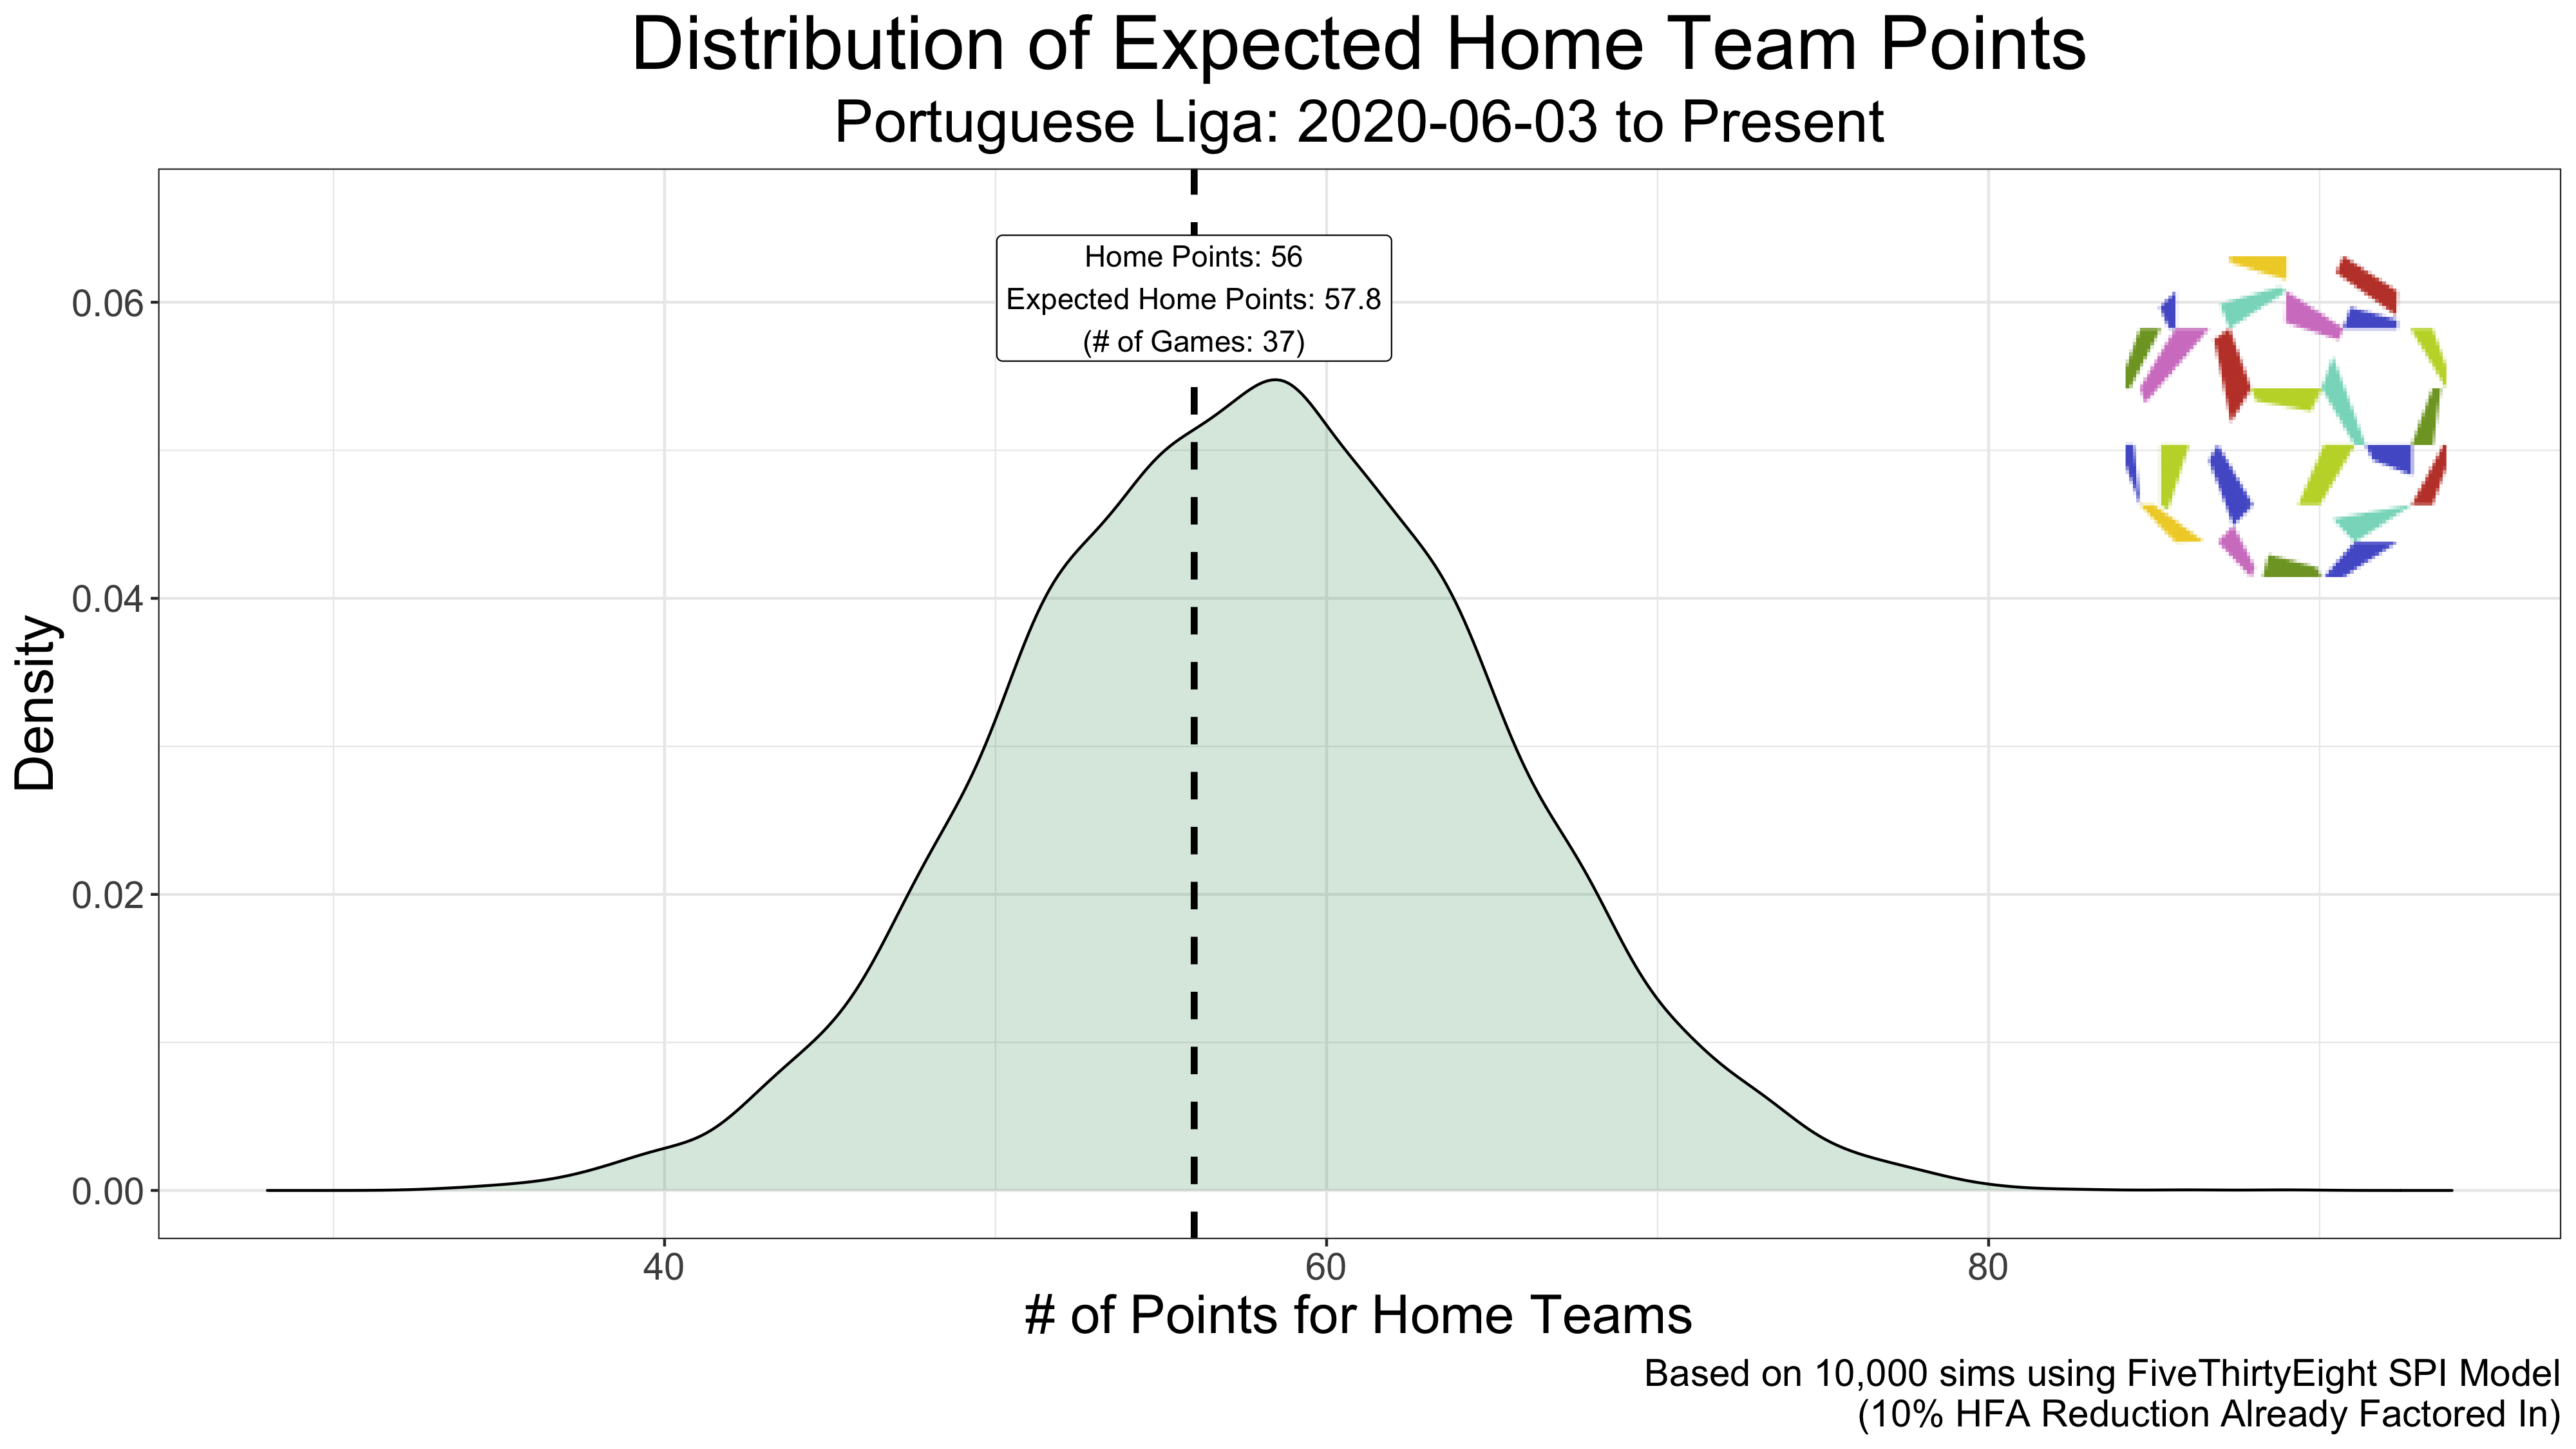 Distribution of Expected Home Team Points
Portuguese Liga: 2020-06-03 to Present
Home Points: 56
Expected Home Points: 57.8
(# of Games: 37)
Density
0.06
0.04
0.02
0.00
40 60 80
# of Points for Home Teams
Based on 10,000 sims using FiveThirtyEight SPI Model
(10% HFA Reduction Already Factored In)